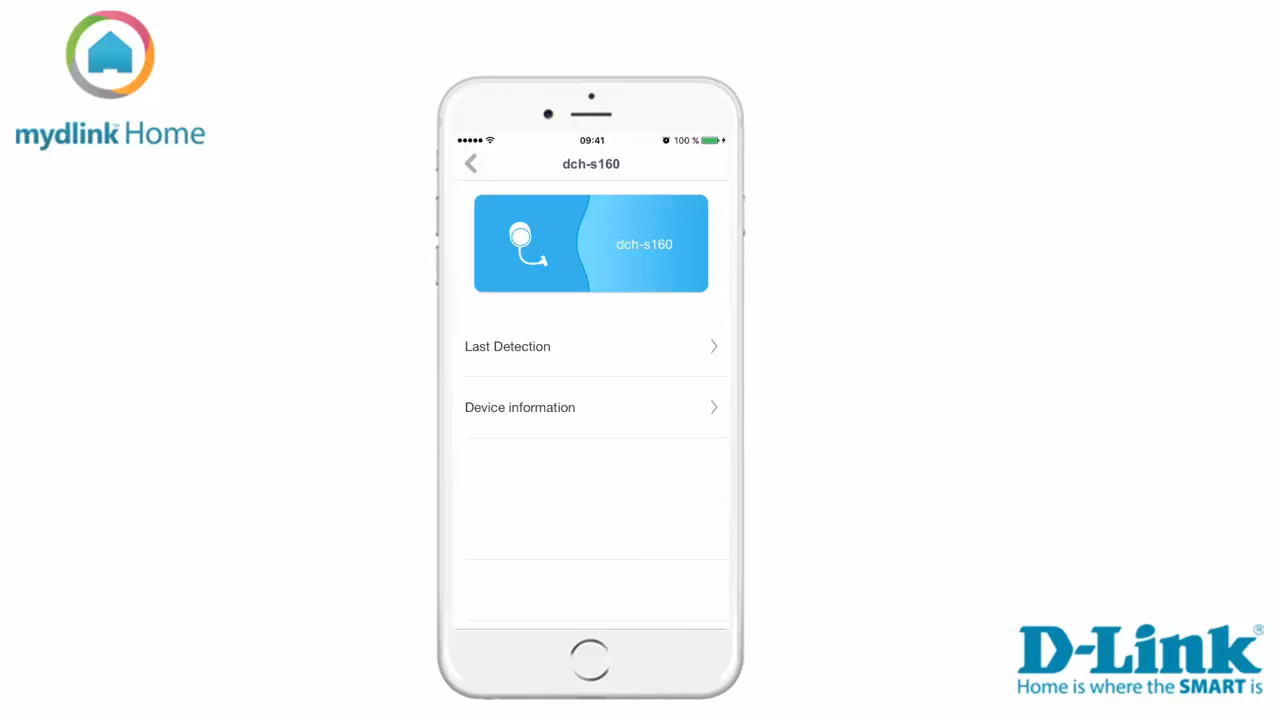 mydlink™ Home
09:41
100 %
dch-s160
dch-s160
Last Detection
Device information
D-Link®
Home is where the SMART is